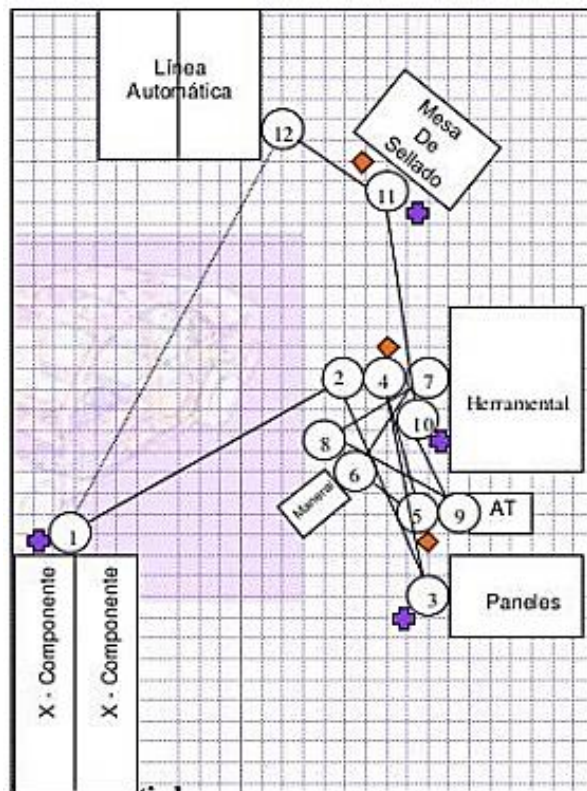 Línea
Automática
12
Mesa
De
Sellado
11
2
4
7
Herramental
10
8
6
Maneral
5
9
AT
1
3
Paneles
X - Componente
X - Componente